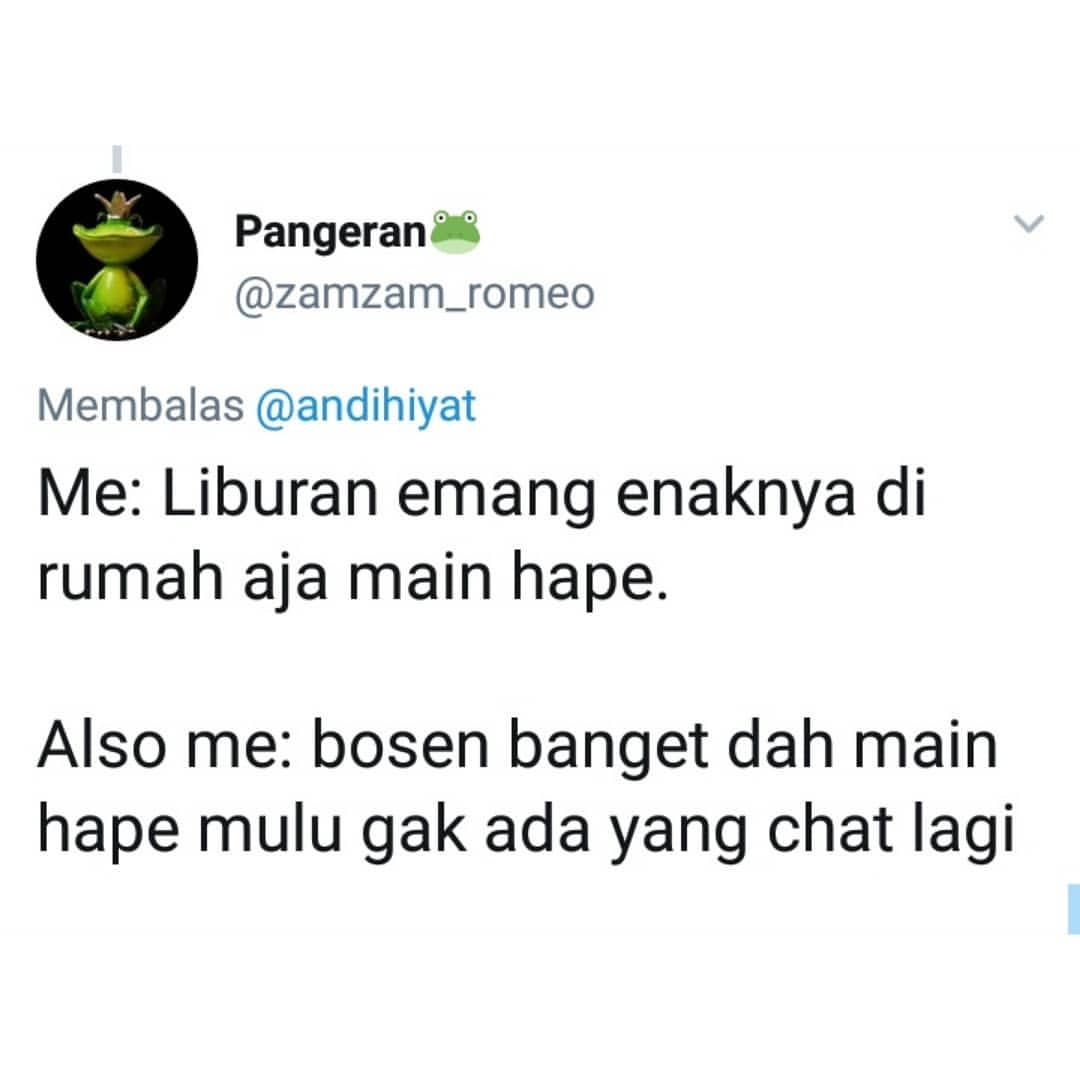 Pangeran🐸
@zamzam_romeo
Membalas @andihiyat
Me: Liburan emang enaknya di
rumah aja main hape.
Also me: bosen banget dah main
hape mulu gak ada yang chat lagi